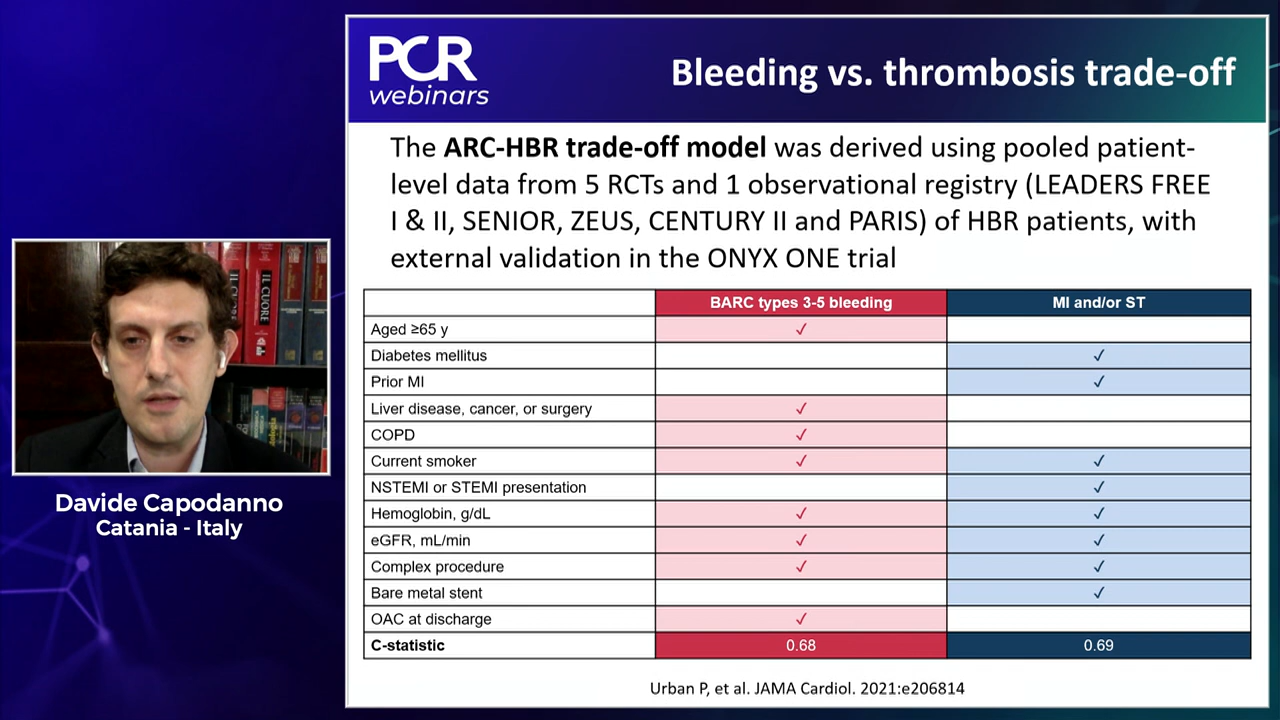 PCR
webinars
Bleeding vs. thrombosis trade-off
The ARC-HBR trade-off model was derived using pooled patient-
level data from 5 RCTs and 1 observational registry (LEADERS FREE
I & II, SENIOR, ZEUS, CENTURY II and PARIS) of HBR patients, with
external validation in the ONYX ONE trial
BARC types 3-5 bleeding MI and/or ST
Aged ≥65 y ✓
Diabetes mellitus ✓
Prior MI ✓
Liver disease, cancer, or surgery ✓
COPD ✓
Current smoker ✓ ✓
NSTEMI or STEMI presentation ✓
Hemoglobin, g/dL ✓ ✓
eGFR, mL/min ✓ ✓
Complex procedure ✓ ✓
Bare metal stent ✓
OAC at discharge ✓
C-statistic 0.68 0.69
Urban P, et al. JAMA Cardiol. 2021:e206814
IL CUORE
Davide Capodanno
Catania - Italy